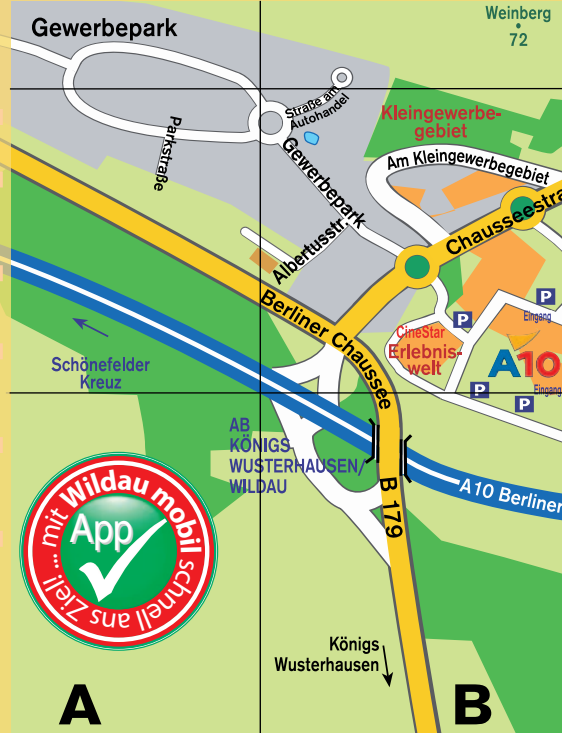 Gewerbepark
Weinberg
72
Straße am
Autohandel
Kleingewerbe-
gebiet
Parkstraße
Gewerbepark
Am Kleingewerbegebiet
Chausseestra
Albertusstr.
P
Eingang
Berliner Chaussee
P
CineStar
Erlebnis-
welt
A10
Schönefelder
Kreuz
P
Eingang
P
AB
KÖNIGS-
WUSTERHAUSEN/
WILDAU
B 179
A10 Berliner
... mit Wildau mobil schnell ans Ziel!
App
Königs
Wusterhausen
A
B